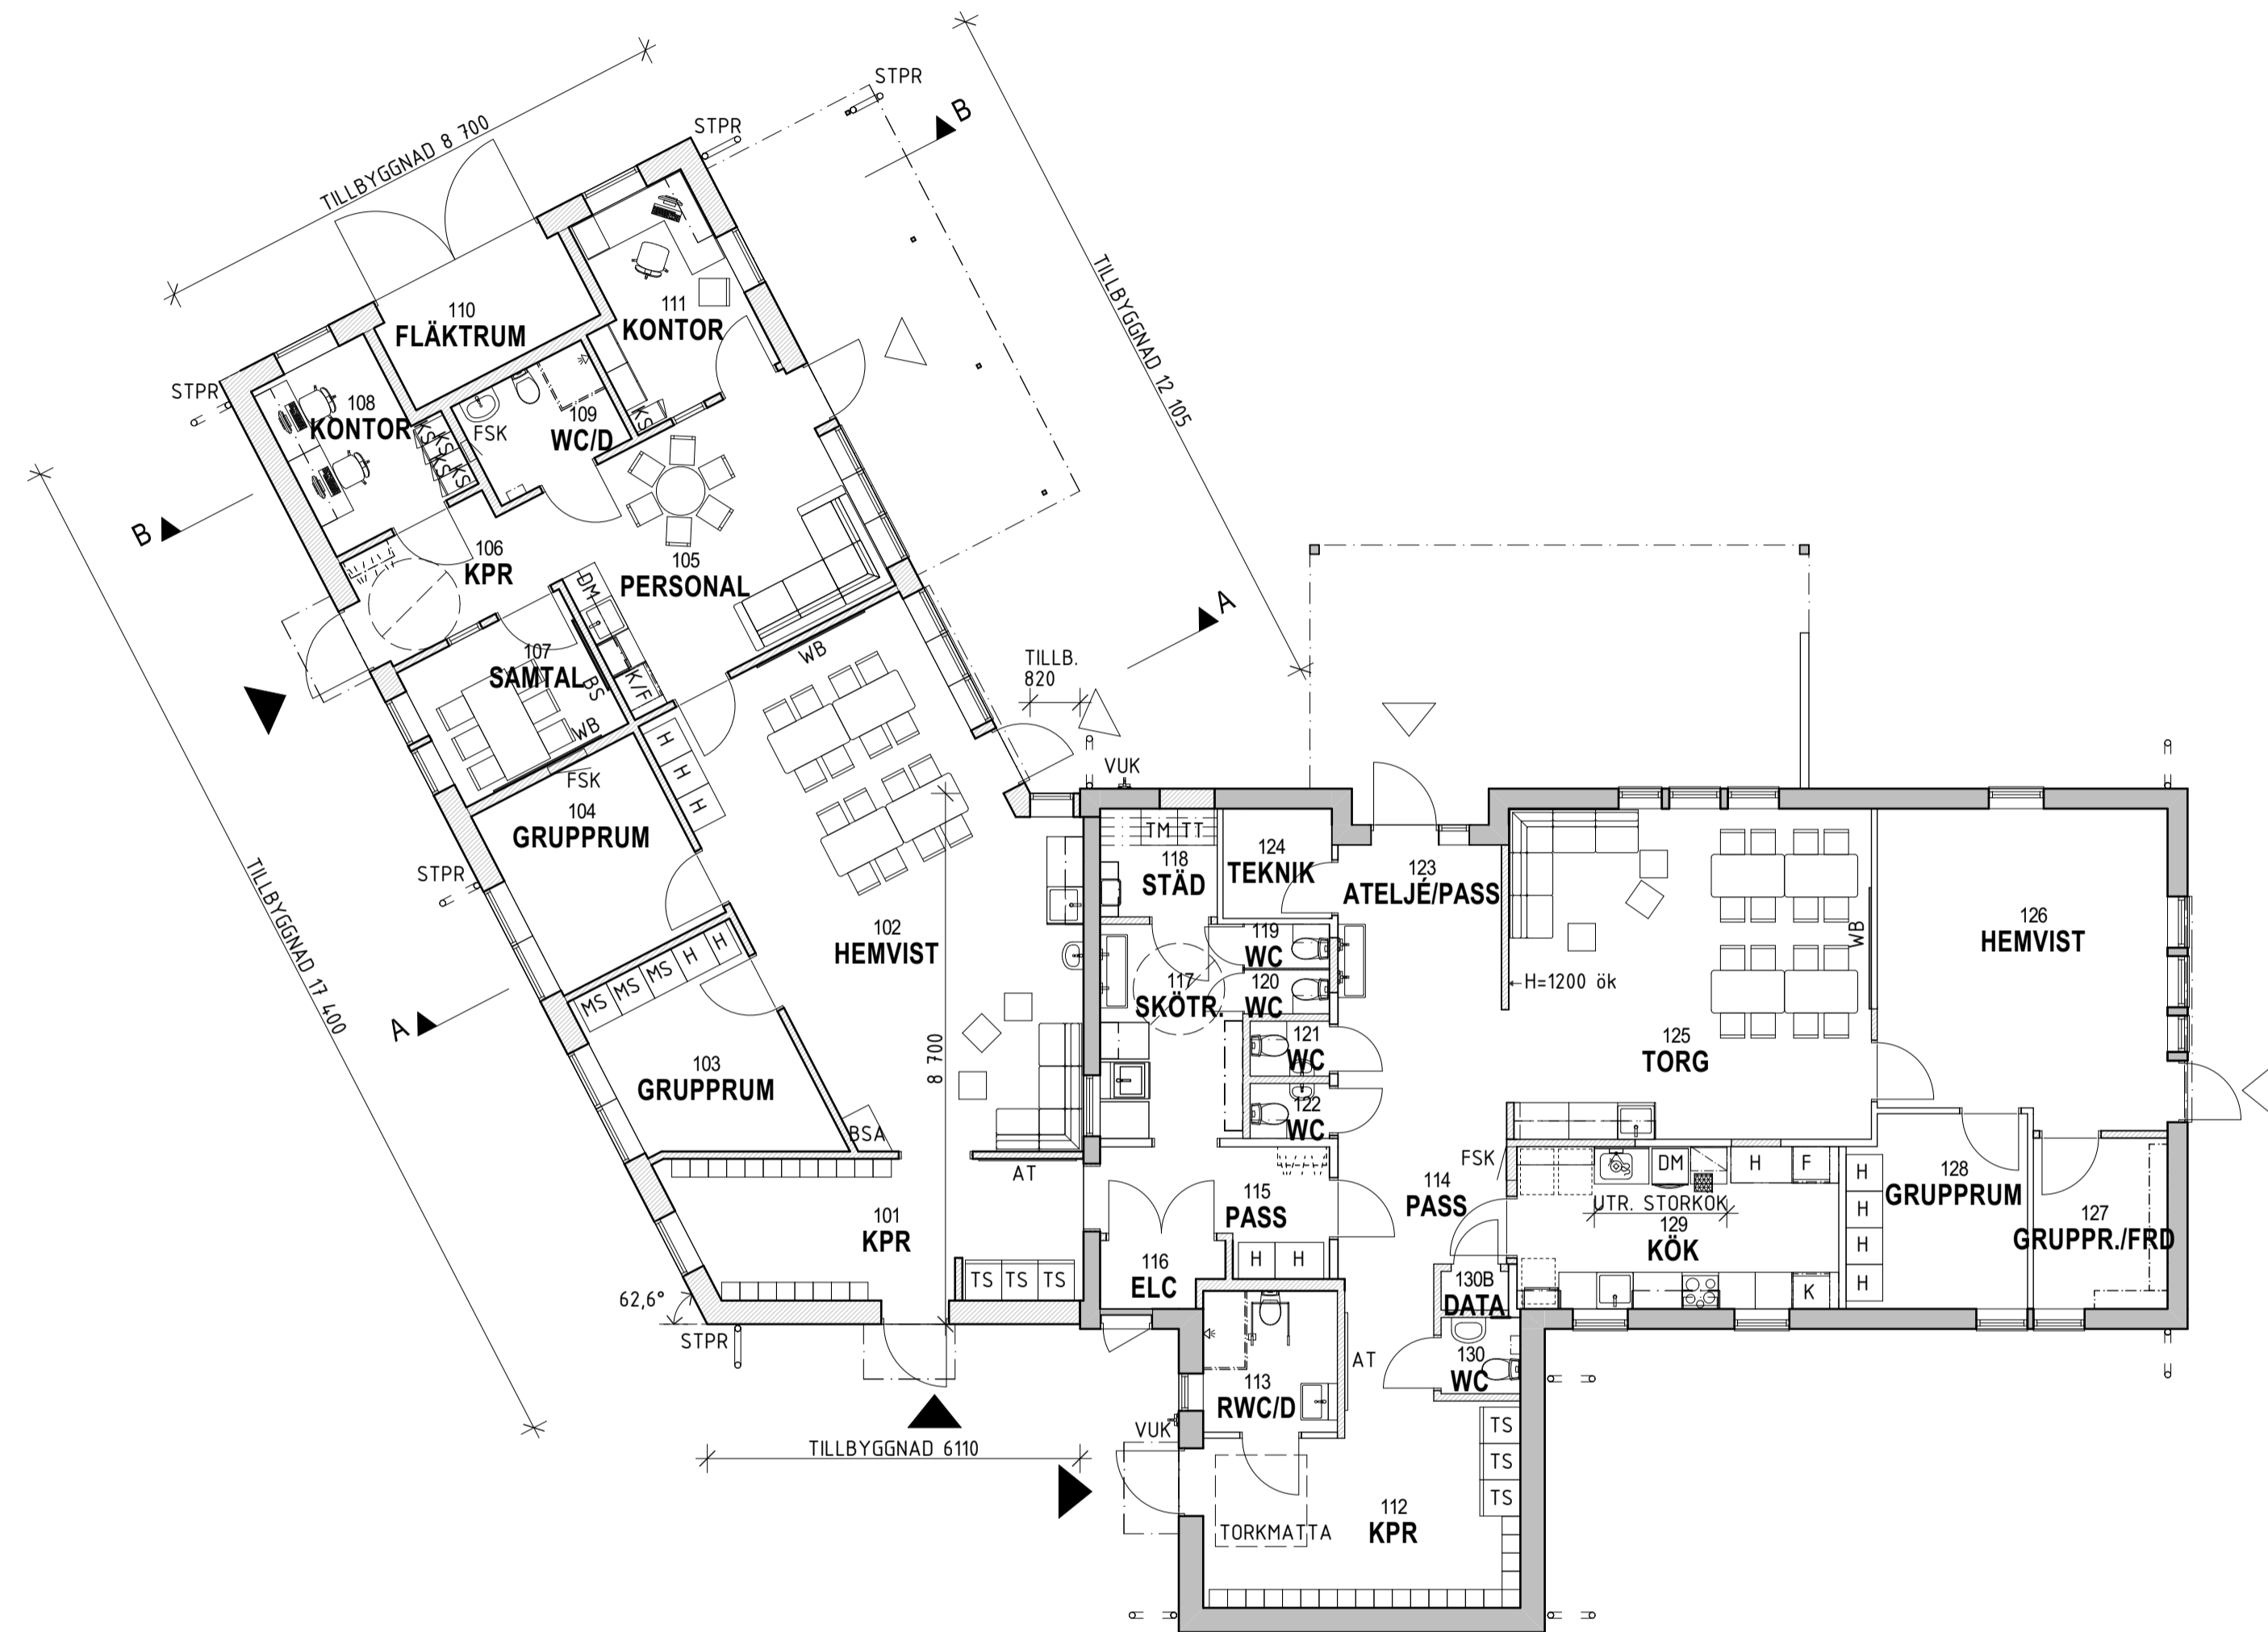 STPR
STPR
B
TILLBYGGNAD 8 700
TILLBYGGNAD 12 105
110
FLÄKTRUM
111
KONTOR
STPR
108
KONTOR
109
WC/D
FSK
KS
KS
KS
KS
KS
B
106
KPR
105
PERSONAL
DM
K/F
WB
A
107
SAMTAL
BS
WB
FSK
TILLB.
820
VUK
H
H
H
104
GRUPPRUM
STPR
TILLBYGGNAD 17 400
A
MS
MS
MS
H
H
102
HEMVIST
8 700
103
GRUPPRUM
BSA
AT
101
KPR
TS
TS
TS
62,6°
STPR
TILLBYGGNAD 6110
TM
TT
118
STÄD
124
TEKNIK
123
ATELJÉ/PASS
119
WC
120
WC
117
SKÖTR.
121
WC
122
WC
H=1200 ök
125
TORG
WB
126
HEMVIST
115
PASS
H
H
116
ELC
114
PASS
FSK
DM
H
F
UTR. STORKÖK
129
KÖK
K
H
H
H
H
128
GRUPPRUM
127
GRUPPR./FRD
130B
DATA
130
WC
AT
113
RWC/D
VUK
TS
TS
TS
112
KPR
TORKMATTA